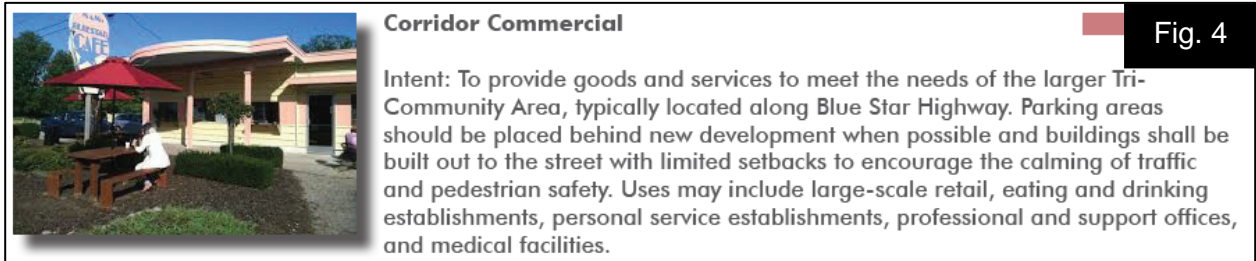 Corridor Commercial
Fig. 4
CAFE
Intent: To provide goods and services to meet the needs of the larger Tri-
Community Area, typically located along Blue Star Highway. Parking areas
should be placed behind new development when possible and buildings shall be
built out to the street with limited setbacks to encourage the calming of traffic
and pedestrian safety. Uses may include large-scale retail, eating and drinking
establishments, personal service establishments, professional and support offices,
and medical facilities.